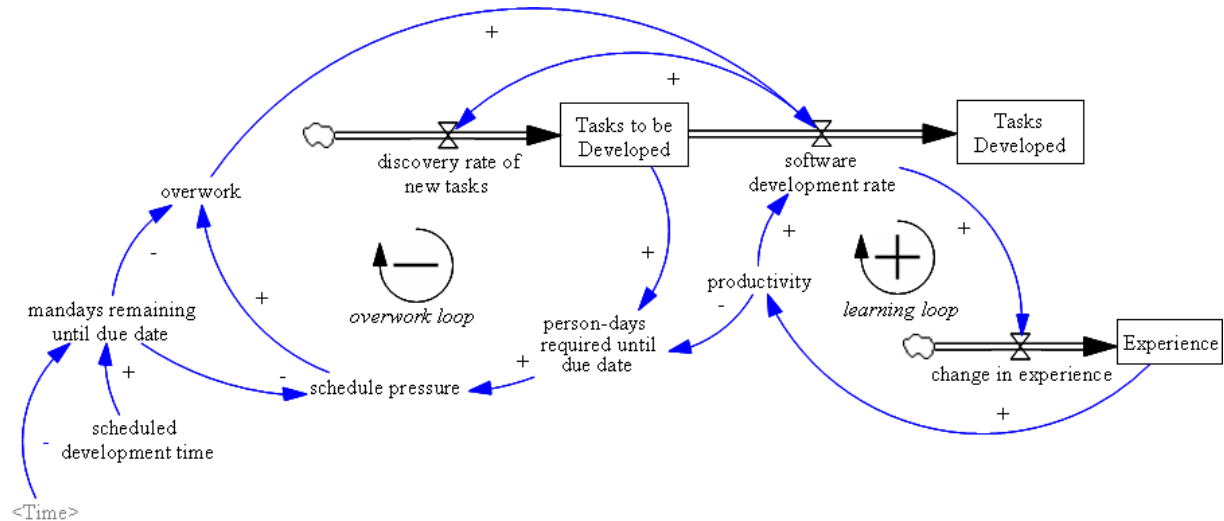 +
+
Tasks to be
Developed
Tasks
Developed
discovery rate of
new tasks
software
development rate
overwork
+
-
+
+
+
-
productivity
-
mandays remaining
until due date
overwork loop
learning loop
person-days
required until
due date
Experience
+
-
+
schedule pressure
change in experience
+
scheduled
development time
-
<Time>